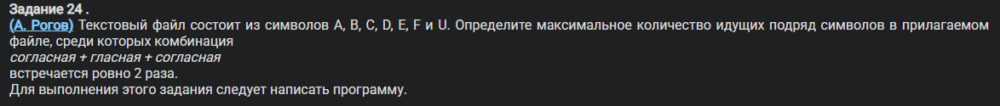 Задание 24 .
(А. Рогов) Текстовый файл состоит из символов A, B, C, D, E, F и U. Определите максимальное количество идущих подряд символов в прилагаемом
файле, среди которых комбинация
согласная + гласная + согласная
встречается ровно 2 раза.
Для выполнения этого задания следует написать программу.